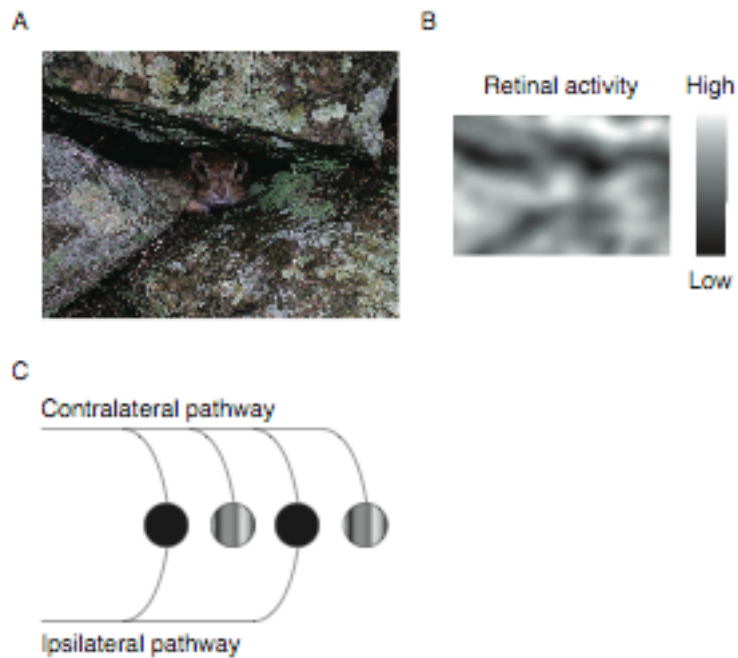 A
B
Retinal activity
High
Low
C
Contralateral pathway
Ipsilateral pathway